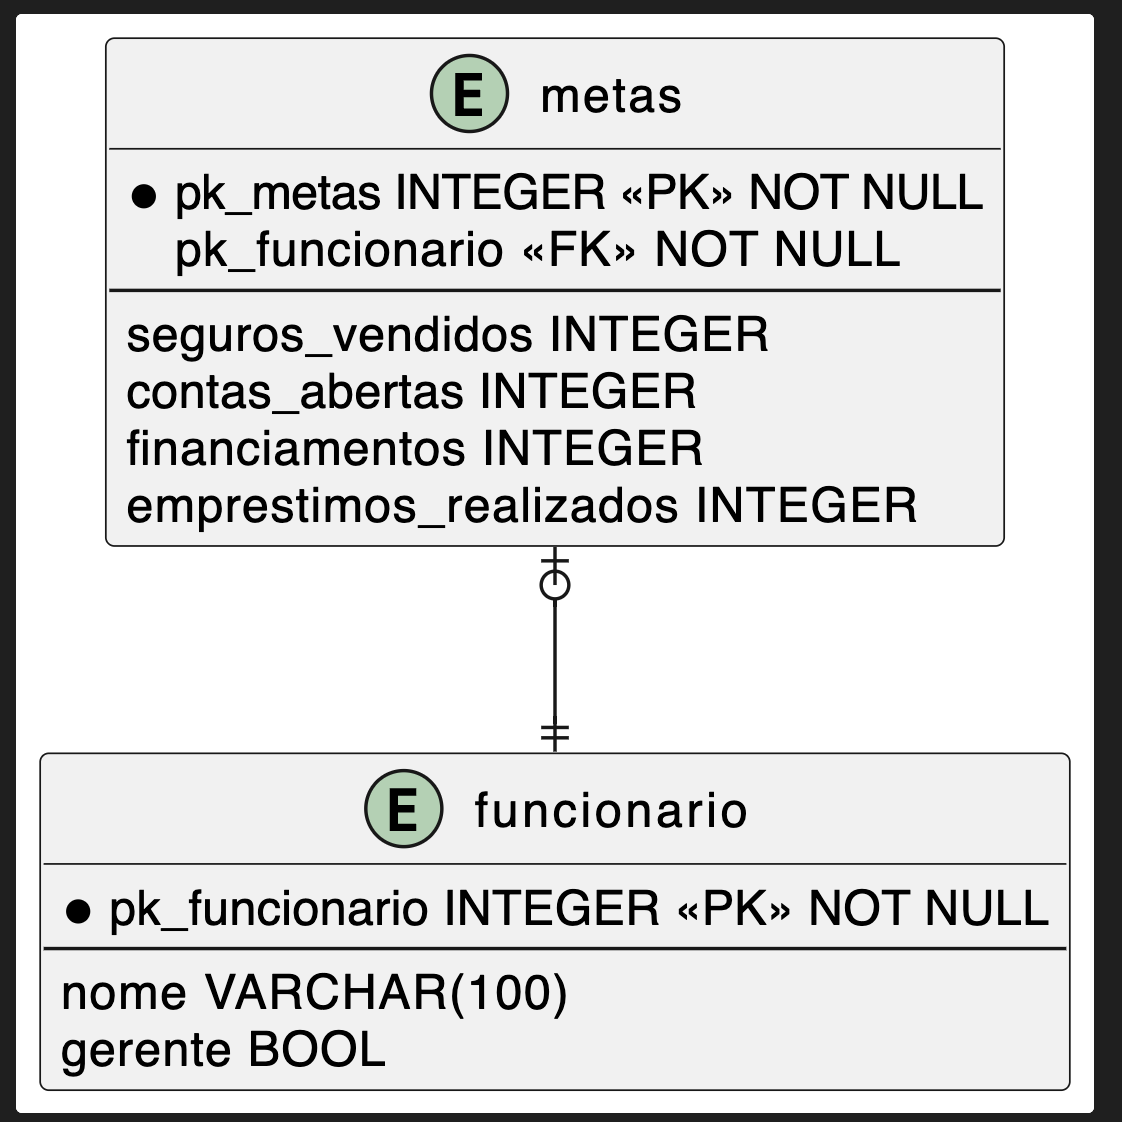 E metas
pk_metas INTEGER «PK» NOT NULL
pk_funcionario «FK» NOT NULL
seguros_vendidos INTEGER
contas_abertas INTEGER
financiamentos INTEGER
emprestimos_realizados INTEGER
E funcionario
pk_funcionario INTEGER «PK» NOT NULL
nome VARCHAR(100)
gerente BOOL